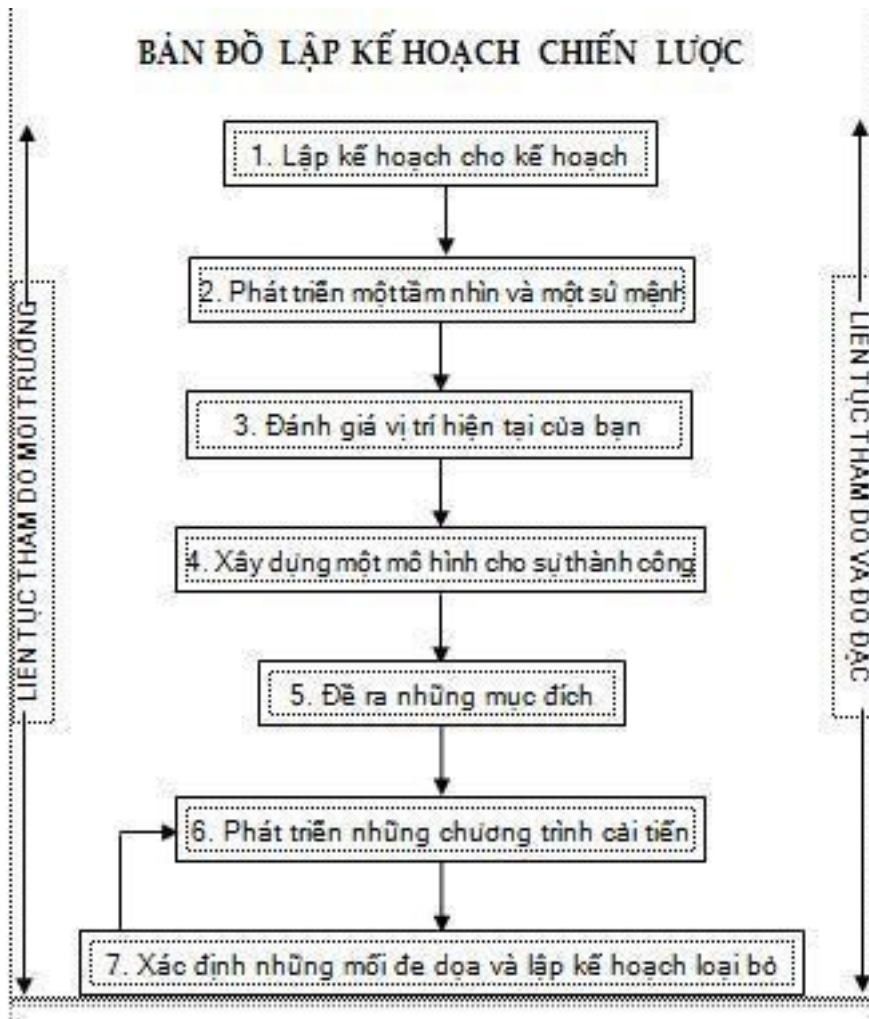 BẢN ĐỒ LẬP KẾ HOẠCH CHIẾN LƯỢC
1. Lập kế hoạch cho kế hoạch
2. Phát triển một tầm nhìn và một sứ mệnh
3. Đánh giá vị trí hiện tại của bạn
4. Xây dựng một mô hình cho sự thành công
5. Đề ra những mục đích
6. Phát triển những chương trình cải tiến
7. Xác định những mối đe dọa và lập kế hoạch loại bỏ
LIÊN TỤC THĂM DÒ MÔI TRƯỜNG
LIÊN TỤC THĂM DÒ VÀ ĐO ĐẠC